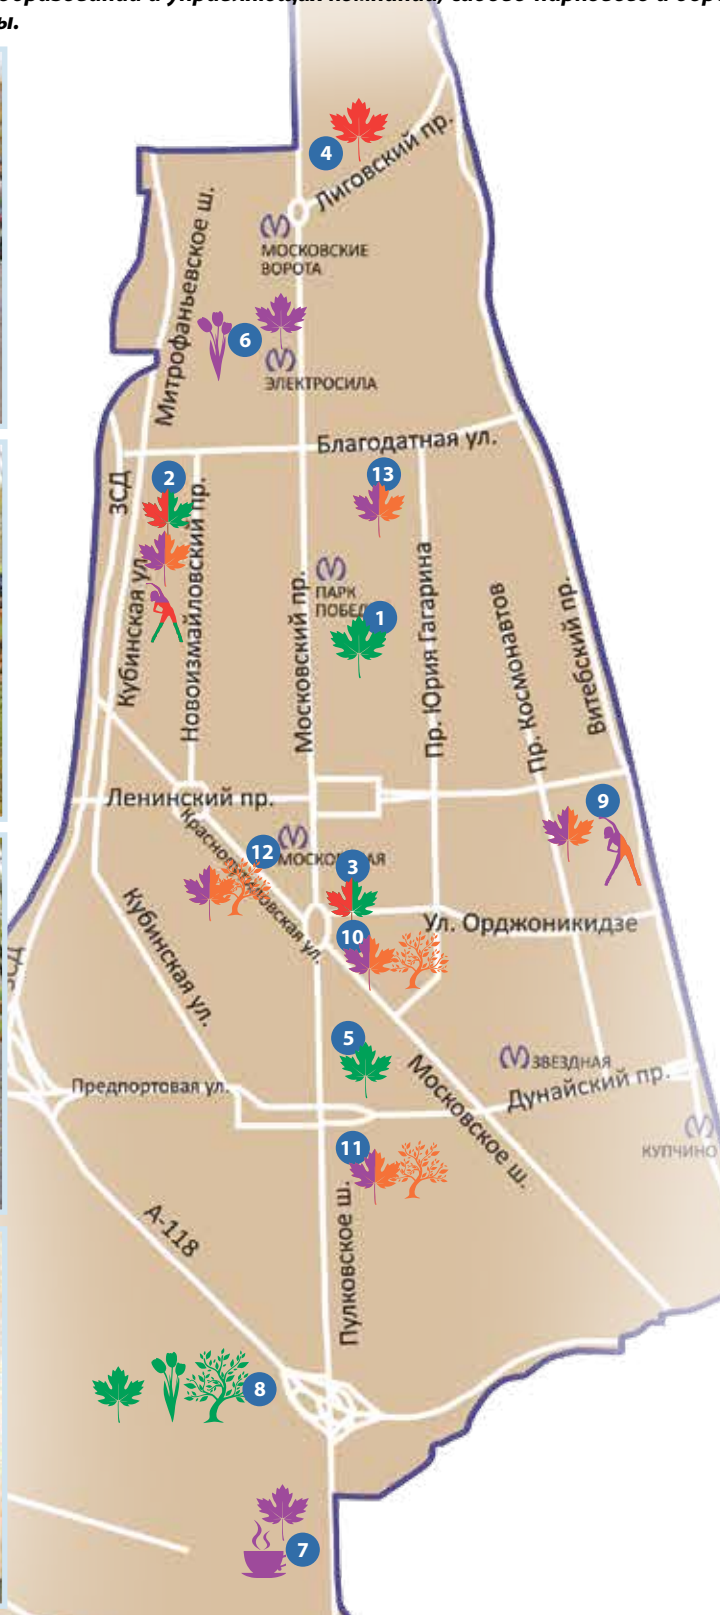 ы.
4
Лиговский пр.
Митрофаньевское ш.
МОСКОВСКИЕ
ВОРОТА
6
ЭЛЕКТРОСИЛА
Благодатная ул.
ЗСД
2
13
Кубинская ул.
Новоизмайловский пр.
Московский пр.
ПАРК
1
Пр. Юрия Гагарина
Пр. Космонавтов
Витебский пр.
Ленинский пр.
9
Краснопутиловская ул.
12
3
Кубинская ул.
Ул. Орджоникидзе
10
ЗСД
5
ЗВЕЗДНАЯ
Предпортовая ул.
Московское ш.
Дунайский пр.
КУПЧИНО
11
А-118
Пулковское ш.
8
7